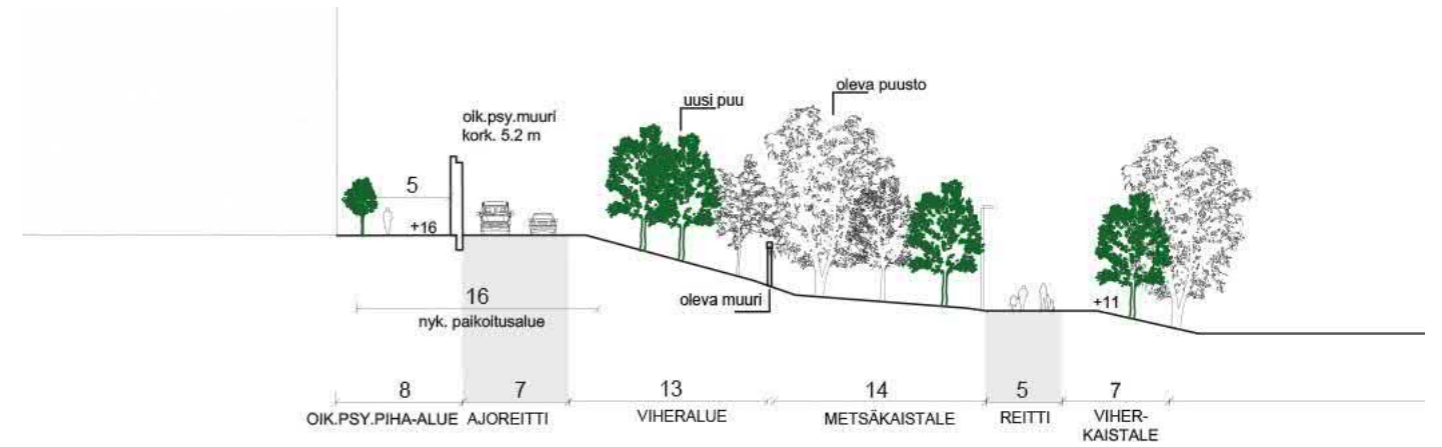 oleva puusto
uusi puu
oik.psy.muuri
kork. 5.2 m
5
+16
oleva muuri
+11
16
nyk. paikoitusalue
8 7 13 14 5 7
OIK.PSY.PIHA-ALUE AJOREITTI VIHERALUE METSÄKAISTALE REITTI VIHER-
KAISTALE